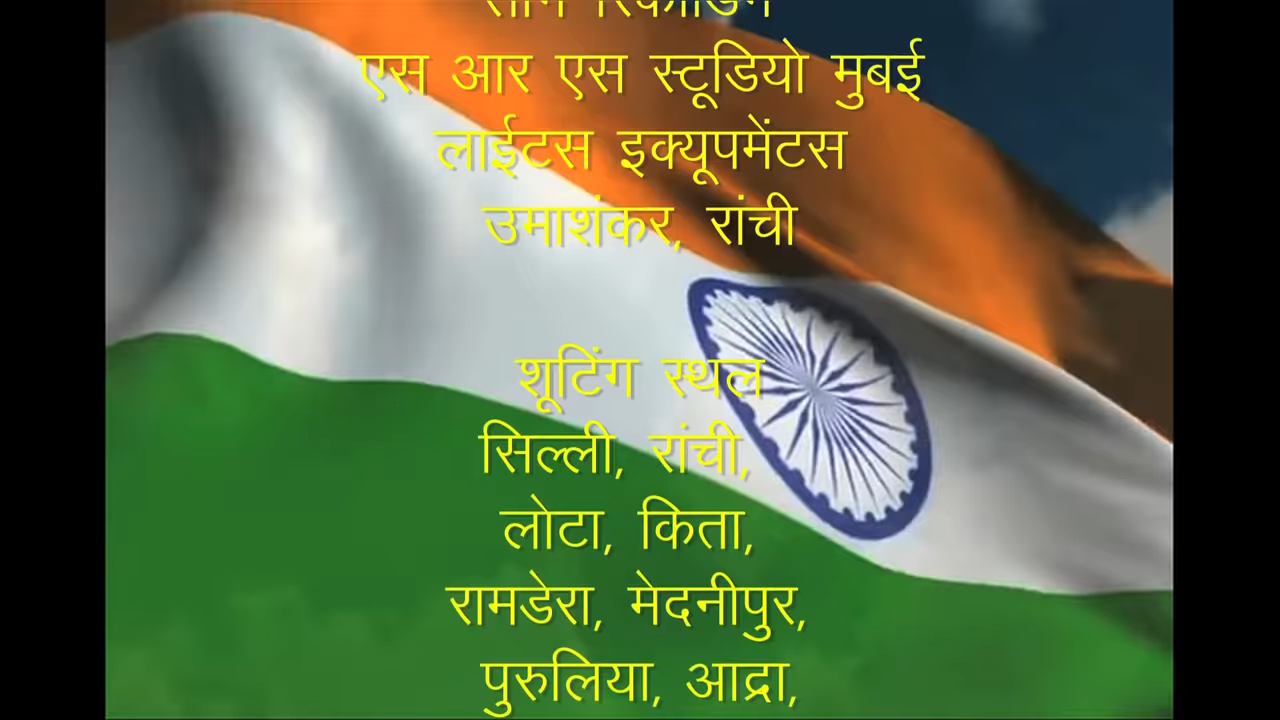 एस आर एस स्टूडियो मुबई
लाईटस इक्यूपमेंटस
उमाशंकर, रांची
शूटिंग स्थल
सिल्ली, रांची,
लोटा, किता,
रामडेरा, मेदनीपुर,
पुरुलिया, आद्रा,